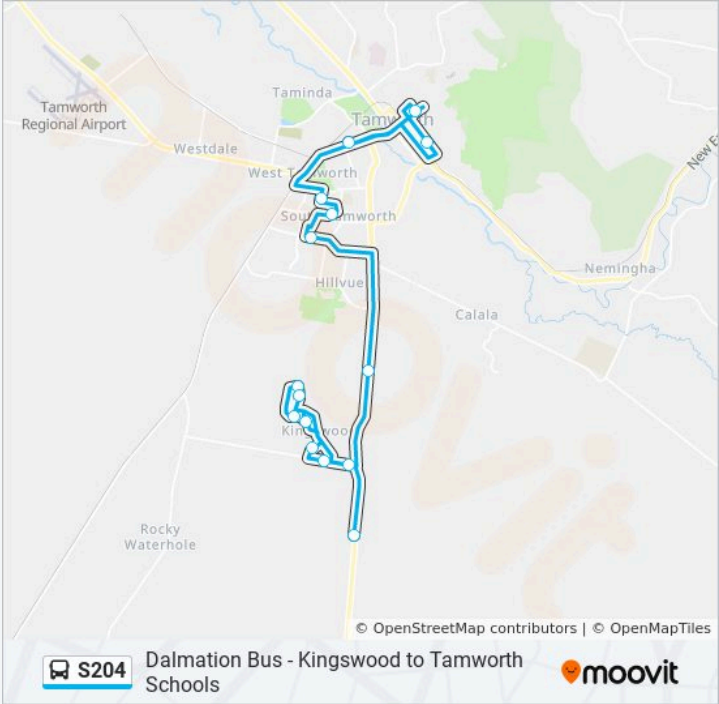 Taminda
Tamworth
Regional Airport
Tamworth
Westdale
West Tamworth
New E
South Tamworth
Nemingha
Hillvue
Calala
Kingswood
Rocky
Waterhole
© OpenStreetMap contributors | © OpenMapTiles
S204
Dalmation Bus - Kingswood to Tamworth
Schools
moovit